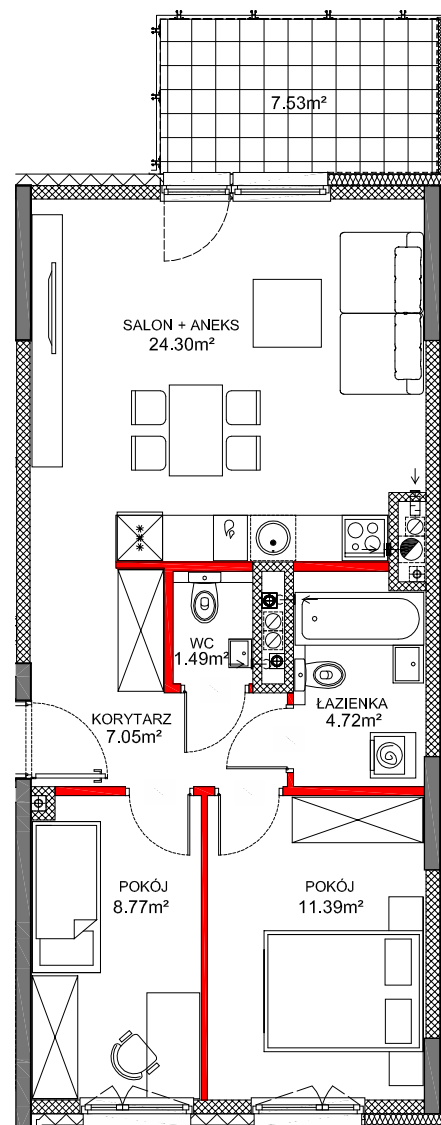 7.53m²
SALON + ANEKS
24.30m²
WC
1.49m²
ŁAZIENKA
4.72m²
KORYTARZ
7.05m²
POKÓJ
8.77m²
POKÓJ
11.39m²